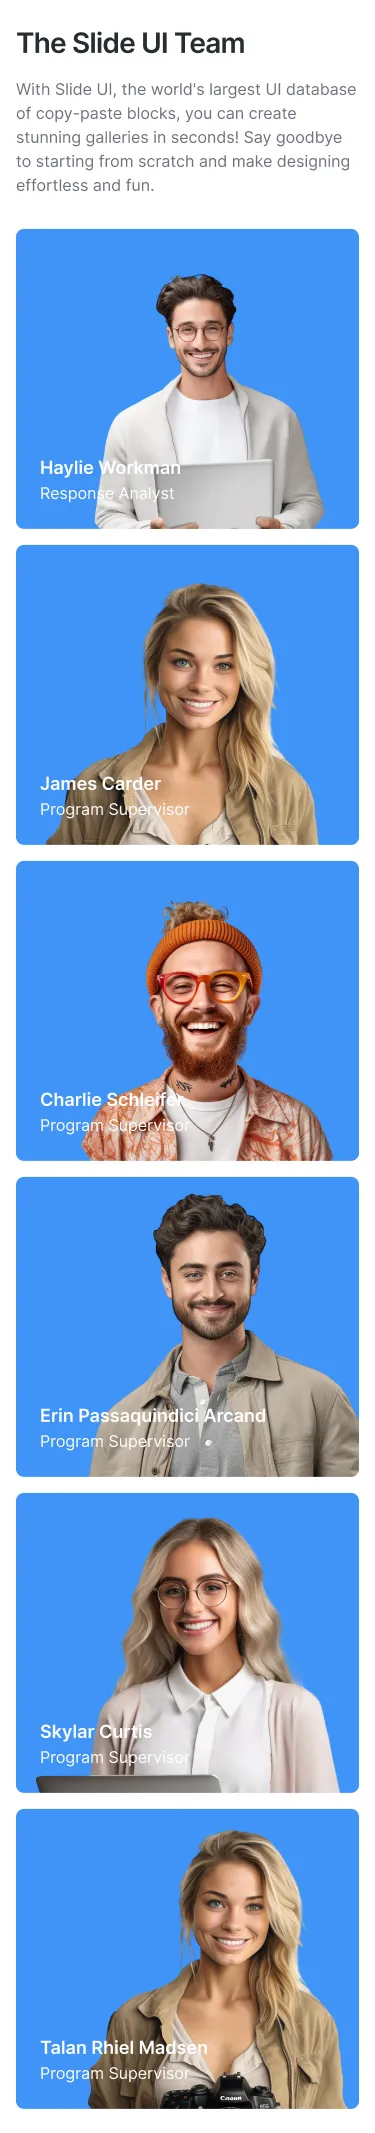 The Slide UI Team
With Slide UI, the world's largest UI database
of copy-paste blocks, you can create
stunning galleries in seconds! Say goodbye
to starting from scratch and make designing
effortless and fun.
Haylie Workman
Response Analyst
James Carder
Program Supervisor
Charlie Schleifer
Program Supervisor
Erin Passaquindici Arcand
Program Supervisor
Skylar Curtis
Program Supervisor
Talan Rhiel Madsen
Program Supervisor
Canon